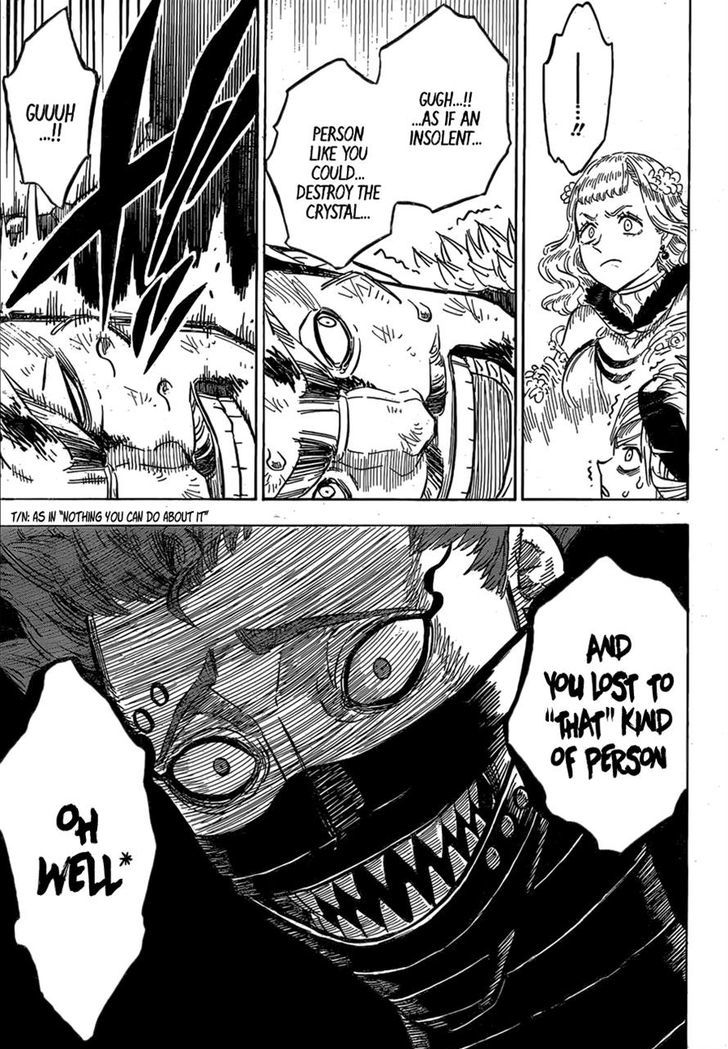 ...!!
GUGH...!!
...AS IF AN
INSOLENT...
PERSON
LIKE YOU
COULD...
DESTROY THE
CRYSTAL...
GUUUH
...!!
T/N: AS IN "NOTHING YOU CAN DO ABOUT IT"
AND
YOU LOST TO
"THAT" KIND
OF PERSON
OH
WELL*